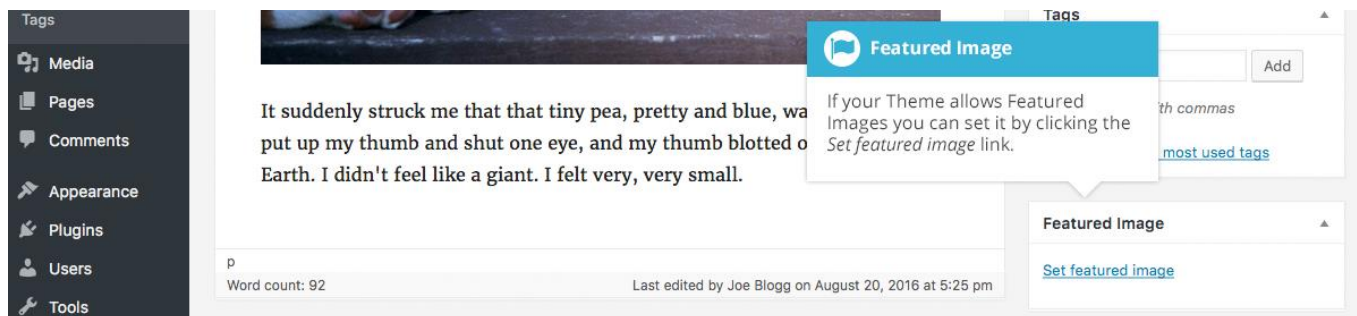 Tags
Media
Pages
Comments
Appearance
Plugins
Users
Tools
It suddenly struck me that that tiny pea, pretty and blue, wa
put up my thumb and shut one eye, and my thumb blotted o
Earth. I didn't feel like a giant. I felt very, very small.
p
Word count: 92
Last edited by Joe Blogg on August 20, 2016 at 5:25 pm
Featured Image
If your Theme allows Featured
Images you can set it by clicking the
Set featured image link.
Tags
Add
ith commas
most used tags
Featured Image
Set featured image